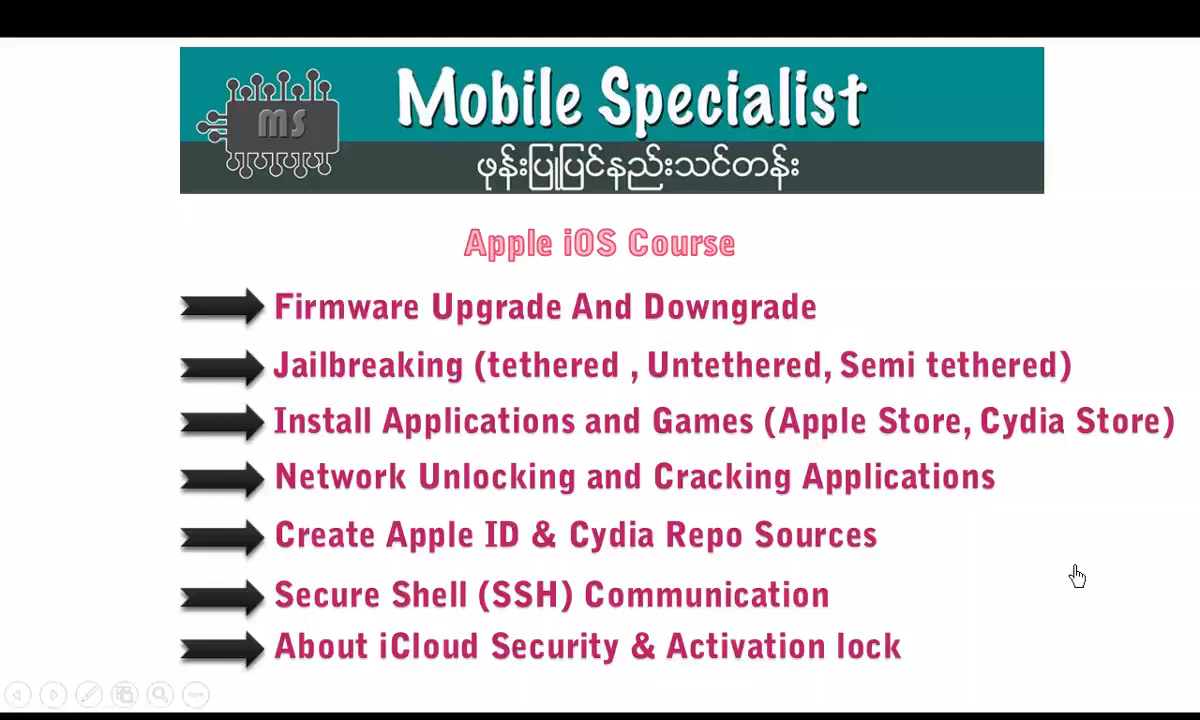 MS
Mobile Specialist
ဖုန်းပြုပြင်နည်းသင်တန်း
Apple iOS Course
Firmware Upgrade And Downgrade
Jailbreaking (tethered , Untethered, Semi tethered)
Install Applications and Games (Apple Store, Cydia Store)
Network Unlocking and Cracking Applications
Create Apple ID & Cydia Repo Sources
Secure Shell (SSH) Communication
About iCloud Security & Activation lock